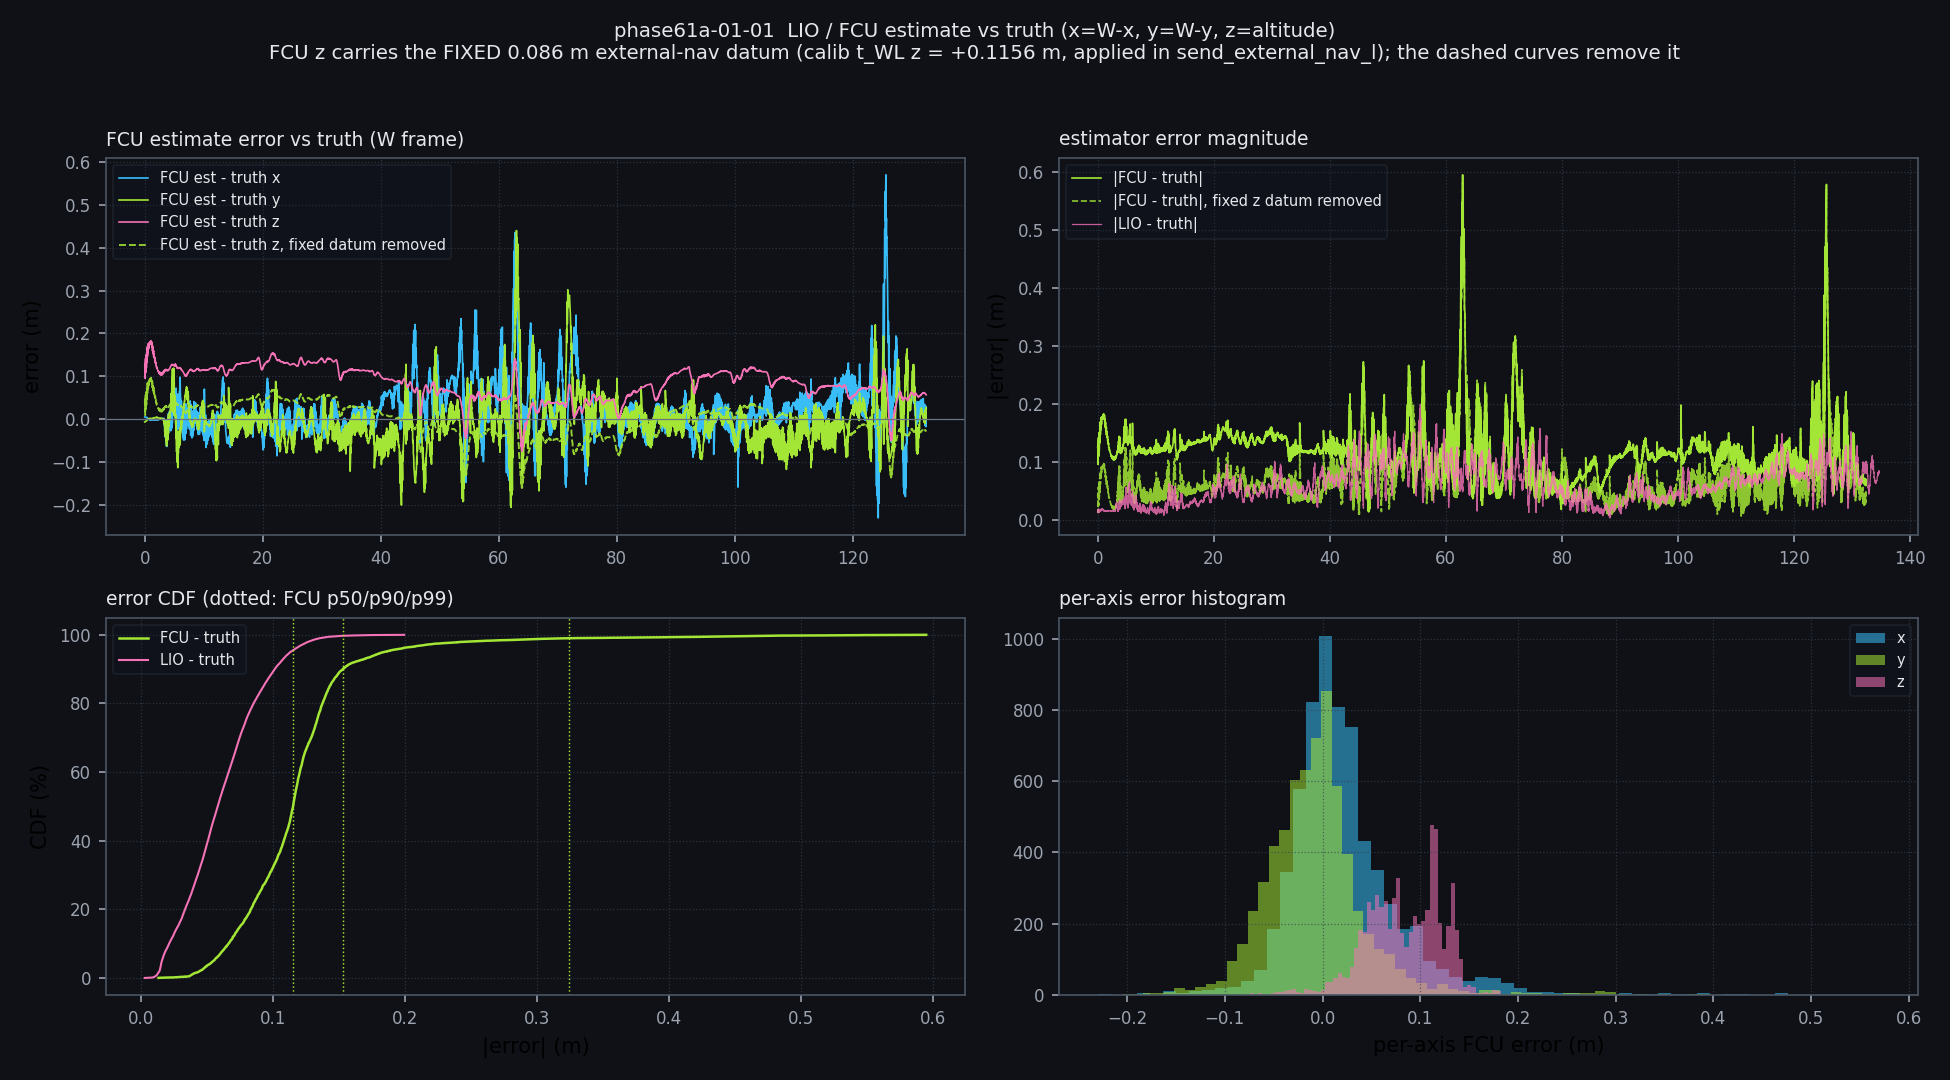 phase61a-01-01  LIO / FCU estimate vs truth (x=W-x, y=W-y, z=altitude)
FCU z carries the FIXED 0.086 m external-nav datum (calib t_WL z = +0.1156 m, applied in send_external_nav_l); the dashed curves remove it
FCU estimate error vs truth (W frame)
error (m)
0.6
0.5
0.4
0.3
0.2
0.1
0.0
−0.1
−0.2
FCU est - truth x
FCU est - truth y
FCU est - truth z
FCU est - truth z, fixed datum removed
0 20 40 60 80 100 120
estimator error magnitude
|error| (m)
0.6
0.5
0.4
0.3
0.2
0.1
0.0
|FCU - truth|
|FCU - truth|, fixed z datum removed
|LIO - truth|
0 20 40 60 80 100 120 140
error CDF (dotted: FCU p50/p90/p99)
CDF (%)
100
80
60
40
20
0
FCU - truth
LIO - truth
0.0 0.1 0.2 0.3 0.4 0.5 0.6
|error| (m)
per-axis error histogram
1000
800
600
400
200
0
x
y
z
−0.2 −0.1 0.0 0.1 0.2 0.3 0.4 0.5 0.6
per-axis FCU error (m)